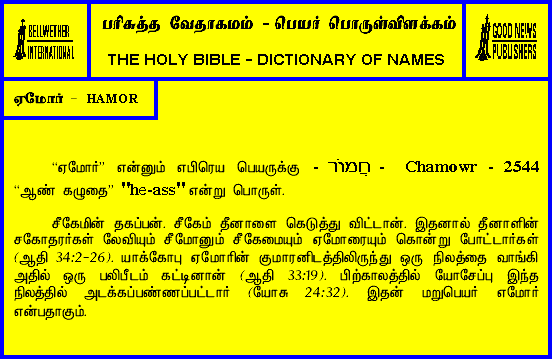 BELLWETHER
INTERNATIONAL
பரிசுத்த வேதாகமம் - பெயர் பொருள்விளக்கம்
THE HOLY BIBLE - DICTIONARY OF NAMES
GOOD NEWS
PUBLISHERS
ஏமோர் - HAMOR
“ஏமோர்” என்னும் எபிரெய பெயருக்கு - חֲמוֹר - Chamowr - 2544
“ஆண் கழுதை” "he-ass" என்று பொருள்.
சீகேமின் தகப்பன். சீகேம் தீனாளை கெடுத்து விட்டான். இதனால் தீனாளின்
சகோதரர்கள் லேவியும் சீமோனும் சீகேமையும் ஏமோரையும் கொன்று போட்டார்கள்
(ஆதி 34:2-26). யாக்கோபு ஏமோரின் குமாரனிடத்திலிருந்து ஒரு நிலத்தை வாங்கி
அதில் ஒரு பலிபீடம் கட்டினான் (ஆதி 33:19). பிற்காலத்தில் யோசேப்பு இந்த
நிலத்தில் அடக்கப்பண்ணப்பட்டார் (யோசு 24:32). இதன் மறுபெயர் எமோர்
என்பதாகும்.